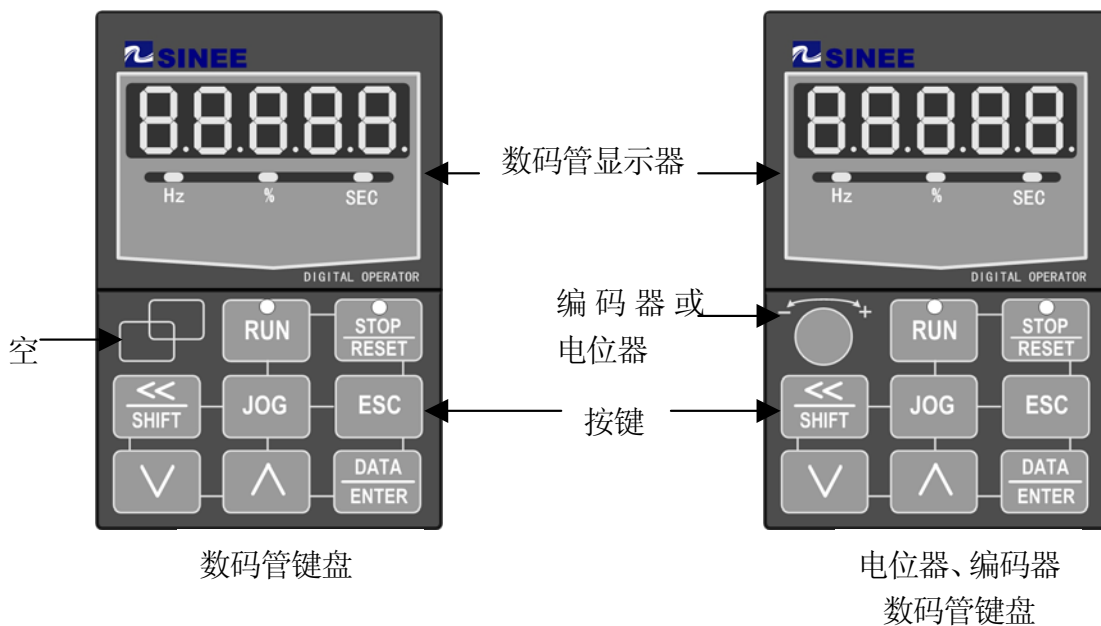 SINEE
88888.
Hz % SEC
DIGITAL OPERATOR
RUN
STOP
RESET
<<
SHIFT
JOG
ESC
∨
∧
DATA
ENTER
空
数码管键盘
数码管显示器
编码器或
电位器
按键
SINEE
88888.
Hz % SEC
DIGITAL OPERATOR
- +
RUN
STOP
RESET
<<
SHIFT
JOG
ESC
∨
∧
DATA
ENTER
电位器、编码器
数码管键盘